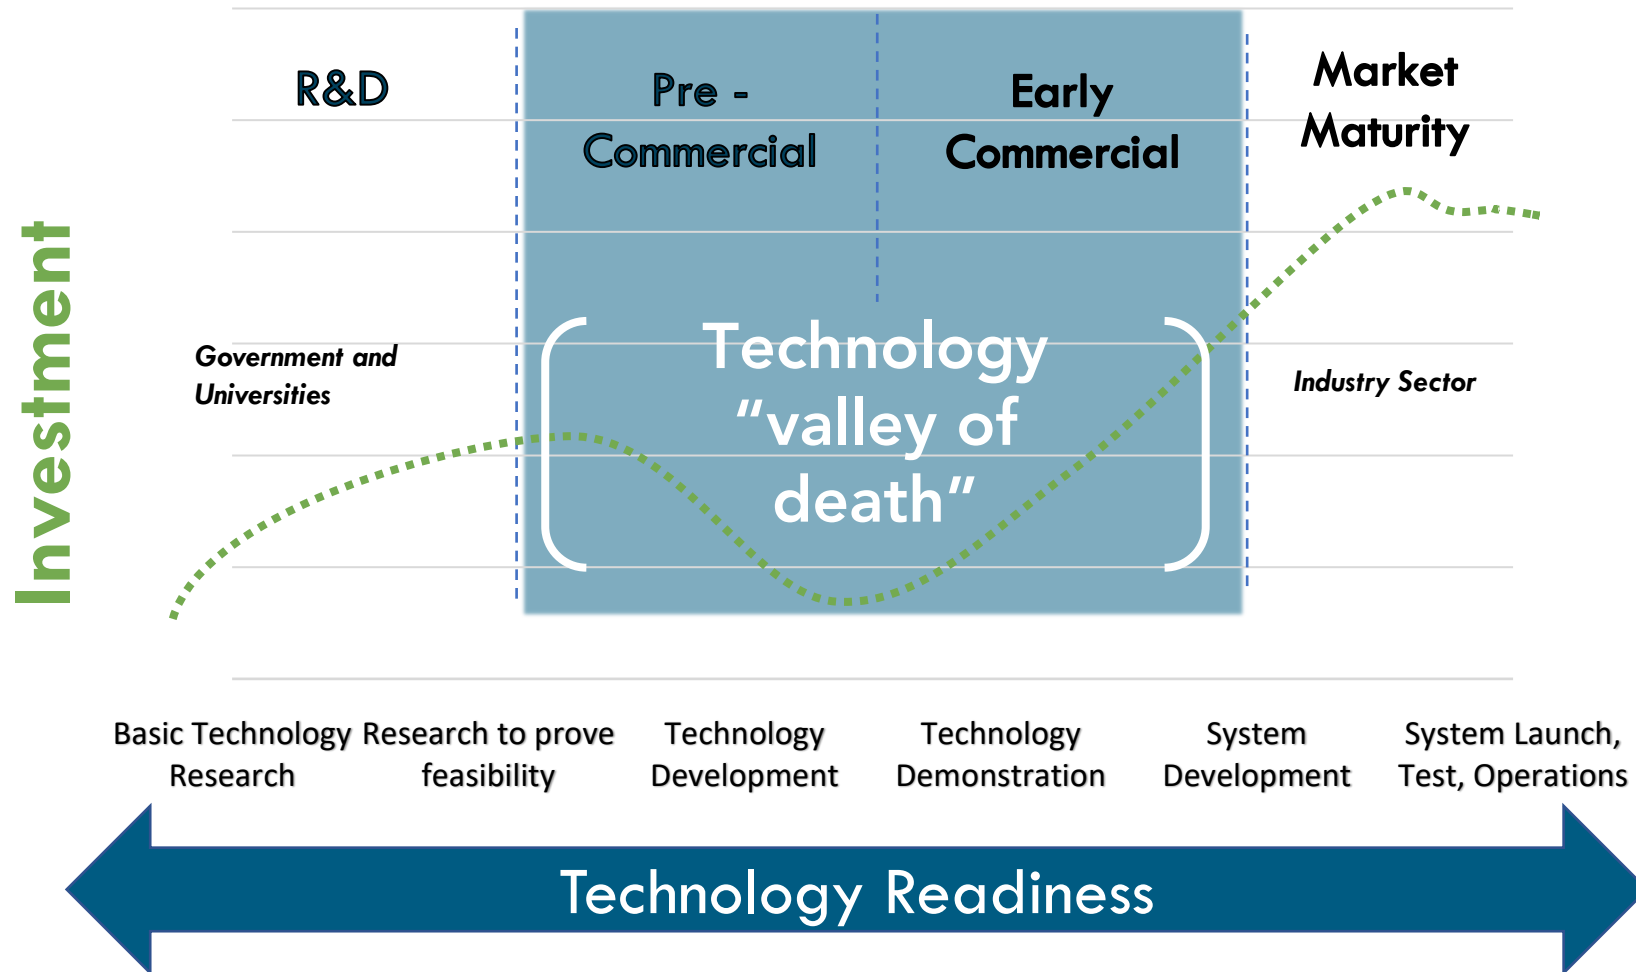 R&D
Pre -
Commercial
Early
Commercial
Market
Maturity
Investment
Government and
Universities
Technology
“valley of
death”
Industry Sector
Basic Technology
Research
Research to prove
feasibility
Technology
Development
Technology
Demonstration
System
Development
System Launch,
Test, Operations
Technology Readiness